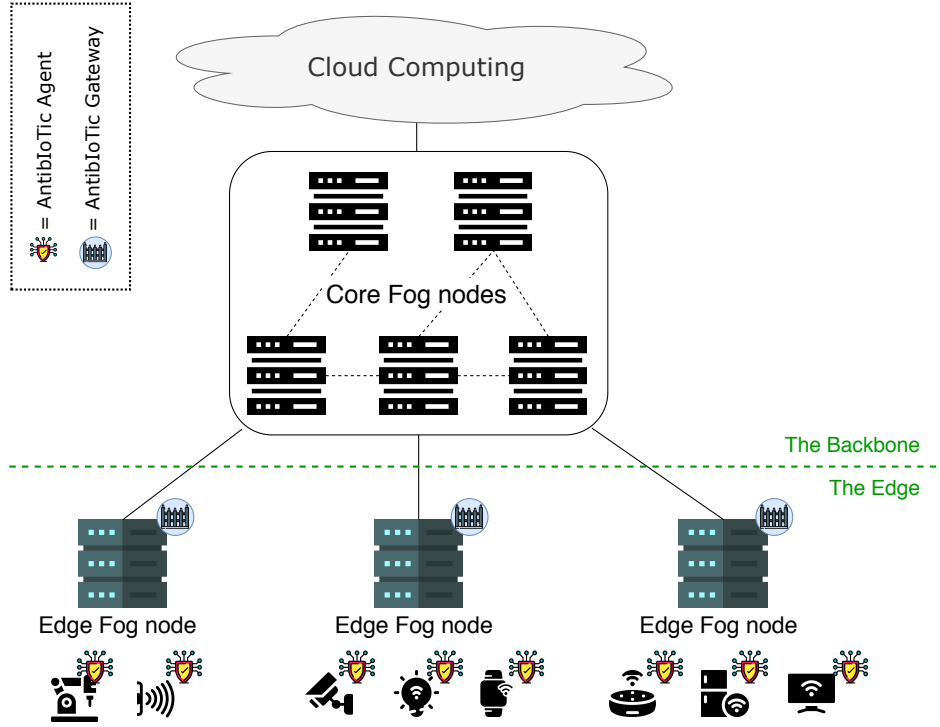 = AntibIoTic Agent
= AntibIoTic Gateway
Cloud Computing
Core Fog nodes
The Backbone
The Edge
Edge Fog node
Edge Fog node
Edge Fog node